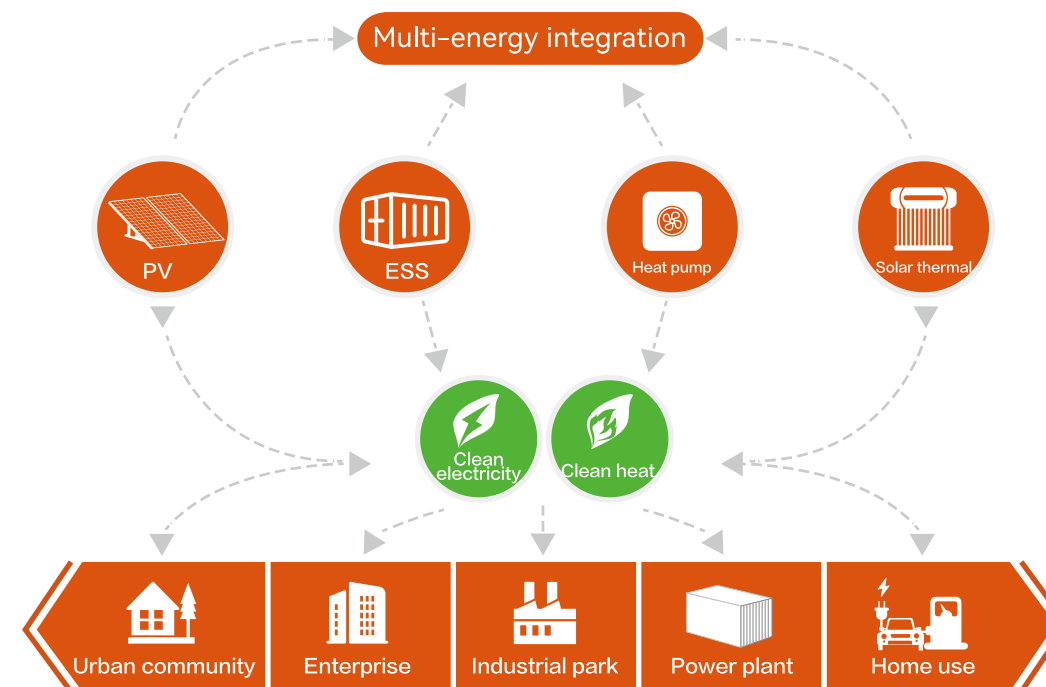 Multi-energy integration
PV
ESS
Heat pump
Solar thermal
Clean
electricity
Clean heat
Urban community
Enterprise
Industrial park
Power plant
Home use